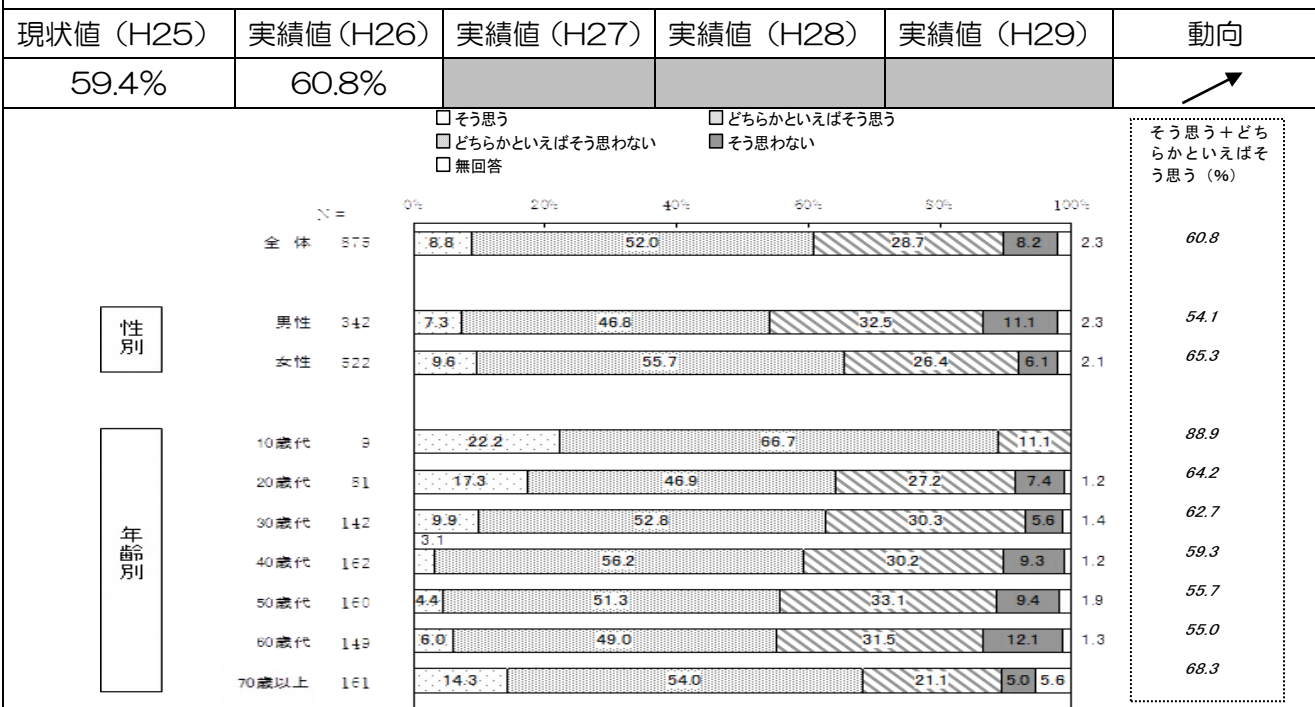 現状値（H25） 実績値（H26） 実績値（H27） 実績値（H28） 実績値（H29） 動向
59.4% 60.8%
そう思う どちらかといえばそう思う
どちらかといえばそう思わない そう思わない
無回答
そう思う＋どち
らかといえばそ
う思う（%）
N = 0% 20% 40% 60% 80% 100%
全 体 875 8.8 52.0 28.7 8.2 2.3 60.8
性別
男性 342 7.3 46.8 32.5 11.1 2.3 54.1
女性 522 9.6 55.7 26.4 6.1 2.1 65.3
年齢別
10歳代 9 22.2 66.7 11.1 88.9
20歳代 81 17.3 46.9 27.2 7.4 1.2 64.2
30歳代 142 9.9 52.8 30.3 5.6 1.4 62.7
40歳代 162 3.1 56.2 30.2 9.3 1.2 59.3
50歳代 160 4.4 51.3 33.1 9.4 1.9 55.7
60歳代 149 6.0 49.0 31.5 12.1 1.3 55.0
70歳以上 161 14.3 54.0 21.1 5.0 5.6 68.3